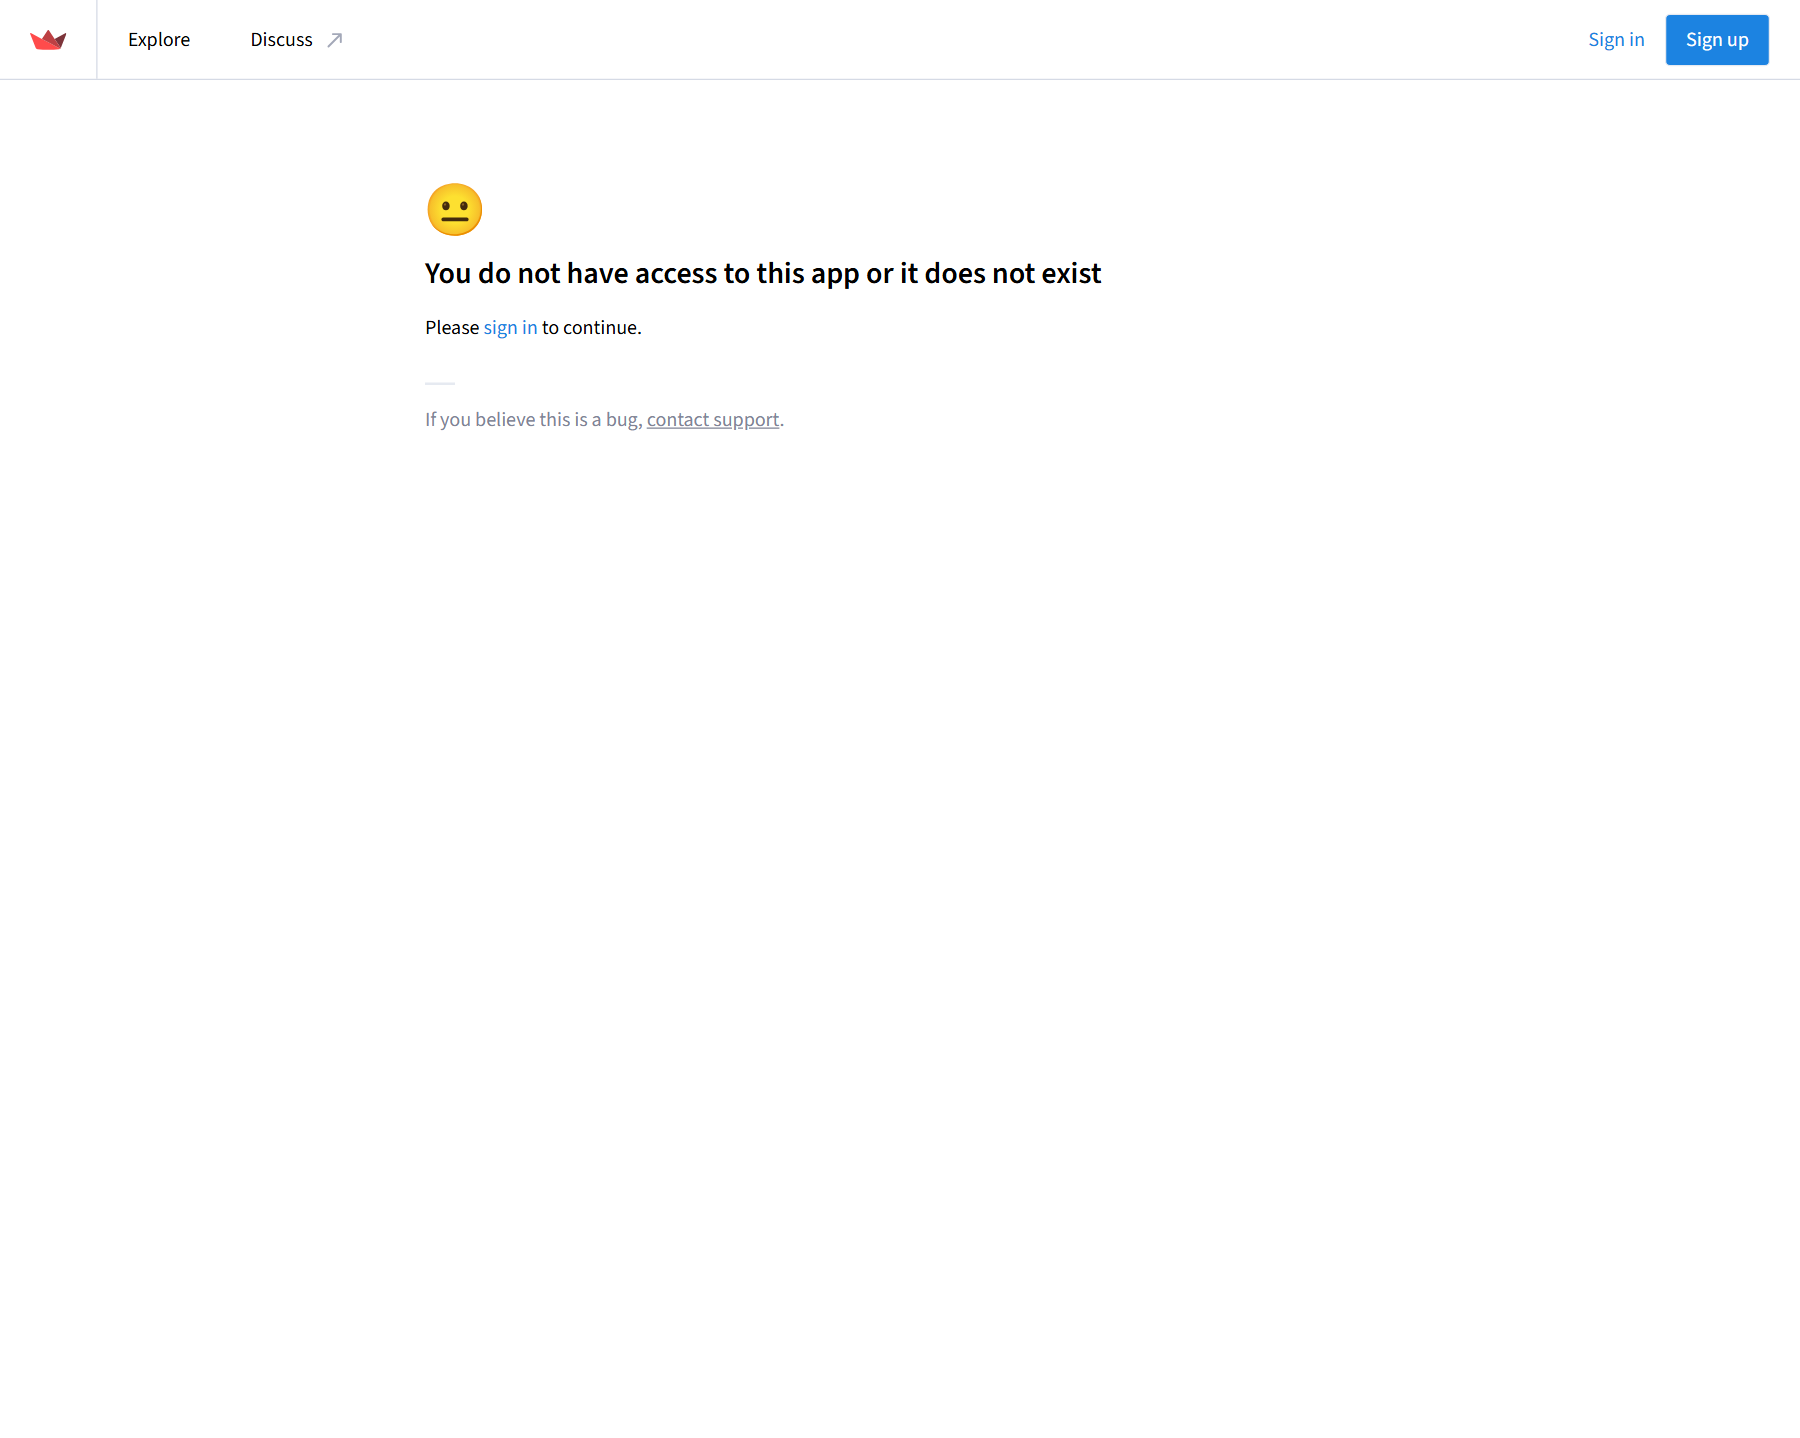 Explore Discuss Sign in Sign up
You do not have access to this app or it does not exist
Please sign in to continue.
If you believe this is a bug, contact support.